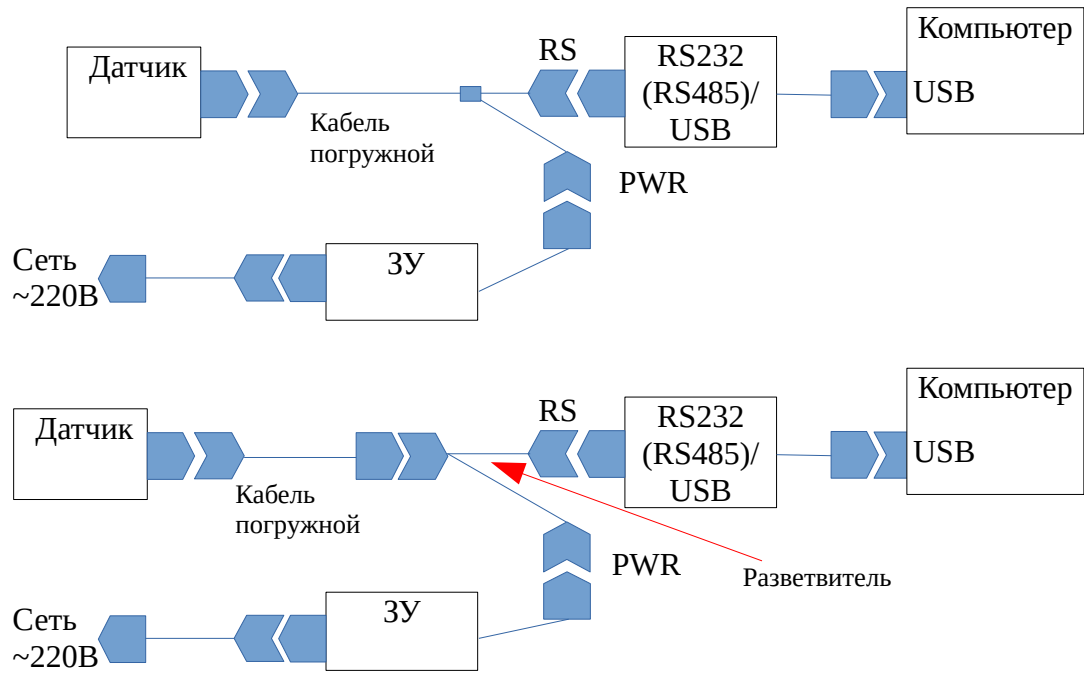 Датчик
RS
RS232
(RS485)/
USB
Компьютер
USB
Кабель
погружной
PWR
Сеть
~220В
ЗУ
Датчик
RS
RS232
(RS485)/
USB
Компьютер
USB
Кабель
погружной
PWR
Разветвитель
Сеть
~220В
ЗУ